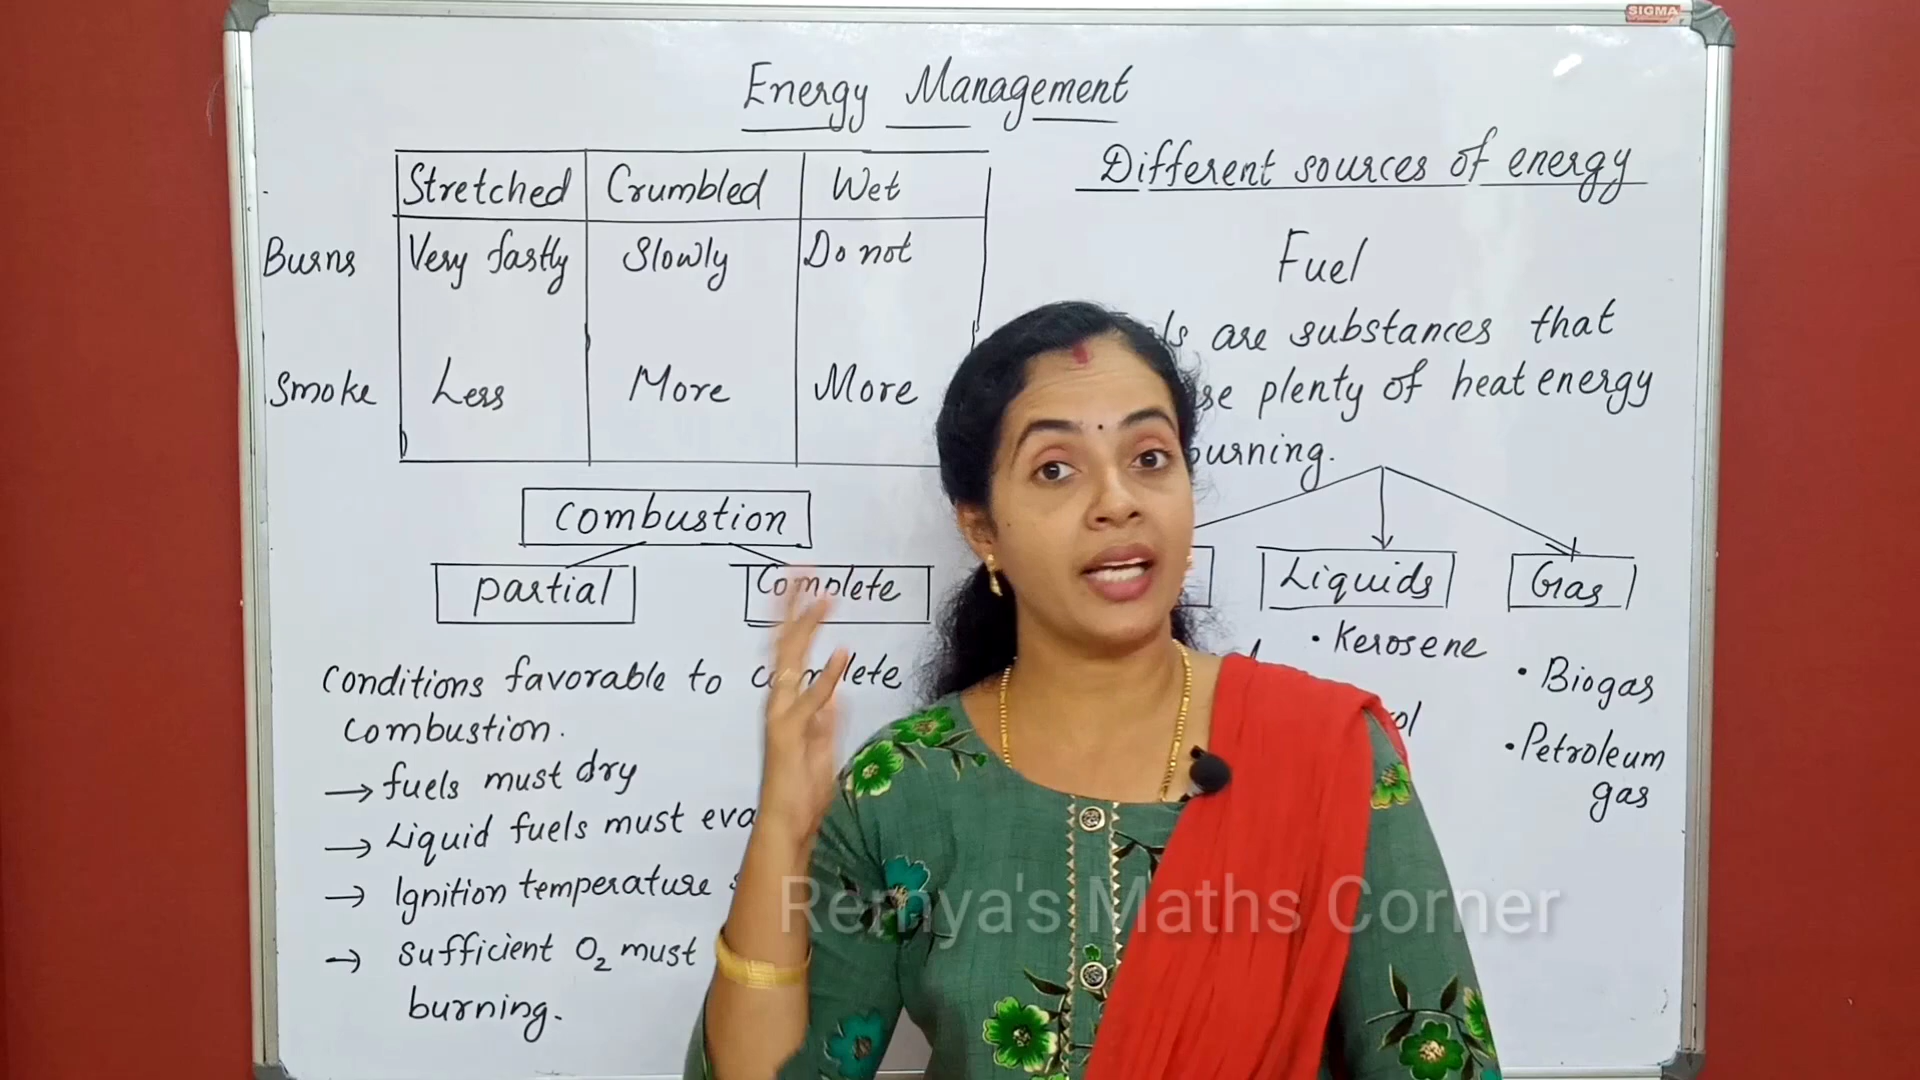 SIGMA
Energy Management
Stretched Crumbled Wet
Burns Very fastly Slowly Do not
Smoke Less More More
Combustion
Partial Complete
Conditions favorable to complete
combustion.
→ fuels must dry
→ Liquid fuels must
→ Ignition temperature
→ Sufficient O₂ must
burning.
Different sources of energy
Fuel
are substances that
plenty of heat energy
burning.
Liquids Gas
• Kerosene
• Biogas
• Petroleum
gas
Remya's Maths Corner